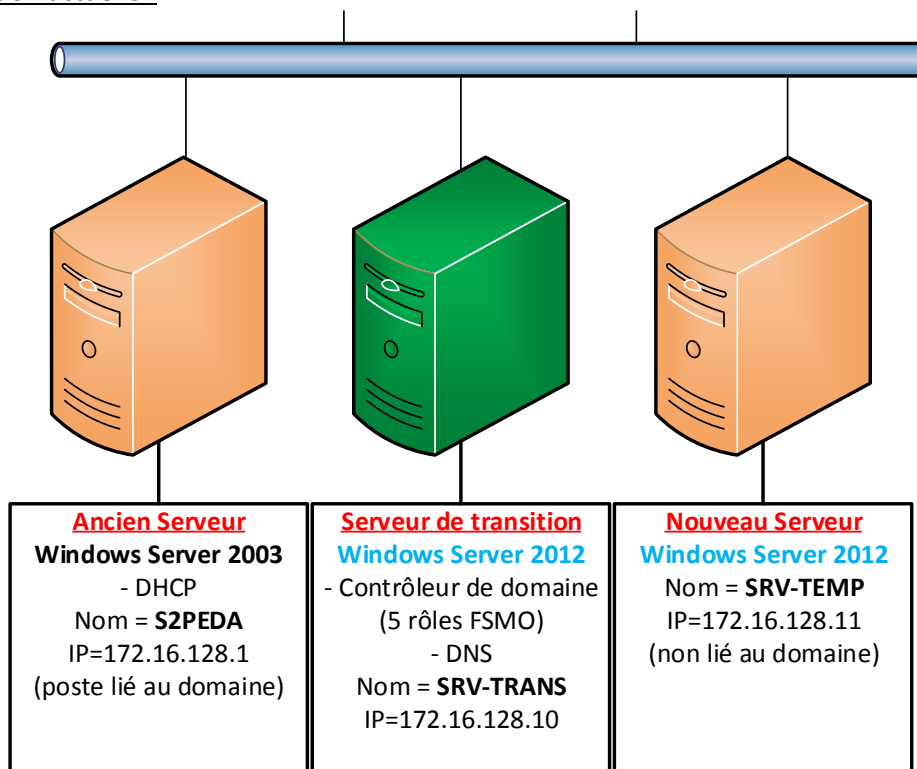 Ancien Serveur
Windows Server 2003
- DHCP
Nom = S2PEDA
IP=172.16.128.1
(poste lié au domaine)
Serveur de transition
Windows Server 2012
- Contrôleur de domaine
(5 rôles FSMO)
- DNS
Nom = SRV-TRANS
IP=172.16.128.10
Nouveau Serveur
Windows Server 2012
Nom = SRV-TEMP
IP=172.16.128.11
(non lié au domaine)